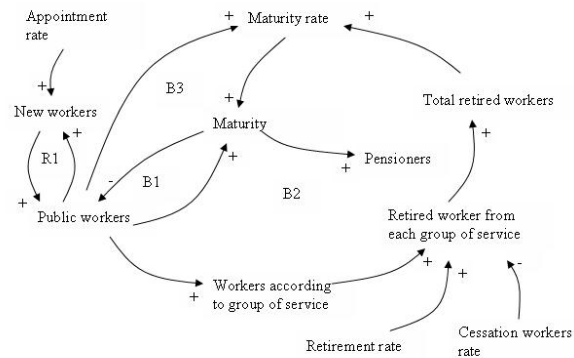 Appointment
rate
+
Maturity rate
+
+
B3
+
New workers
+
Maturity
Total retired workers
+
R1
+
+
Pensioners
+
-
B1
B2
+
Public workers
Retired worker from
each group of service
+
+
-
Workers according
to group of service
+
Retirement rate
Cessation workers
rate